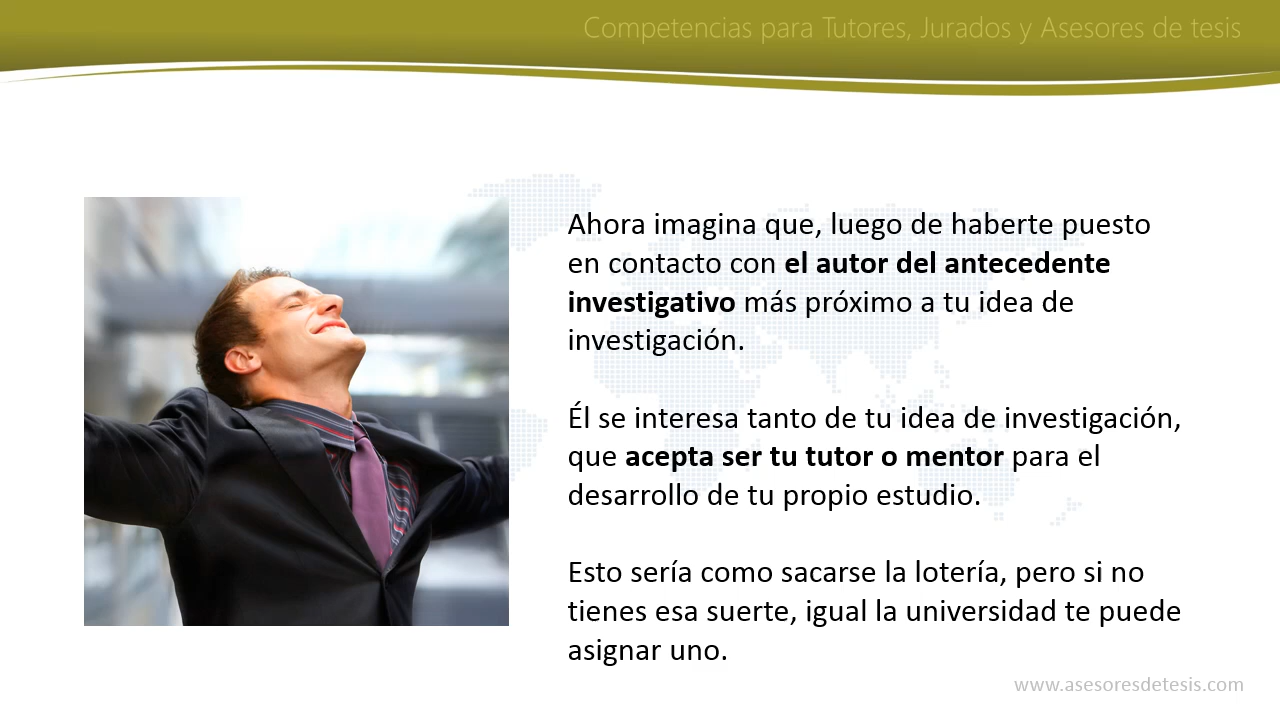 Competencias para Tutores, Jurados y Asesores de tesis
Ahora imagina que, luego de haberte puesto
en contacto con el autor del antecedente
investigativo más próximo a tu idea de
investigación.
Él se interesa tanto de tu idea de investigación,
que acepta ser tu tutor o mentor para el
desarrollo de tu propio estudio.
Esto sería como sacarse la lotería, pero si no
tienes esa suerte, igual la universidad te puede
asignar uno.
www.asesoresdetesis.com